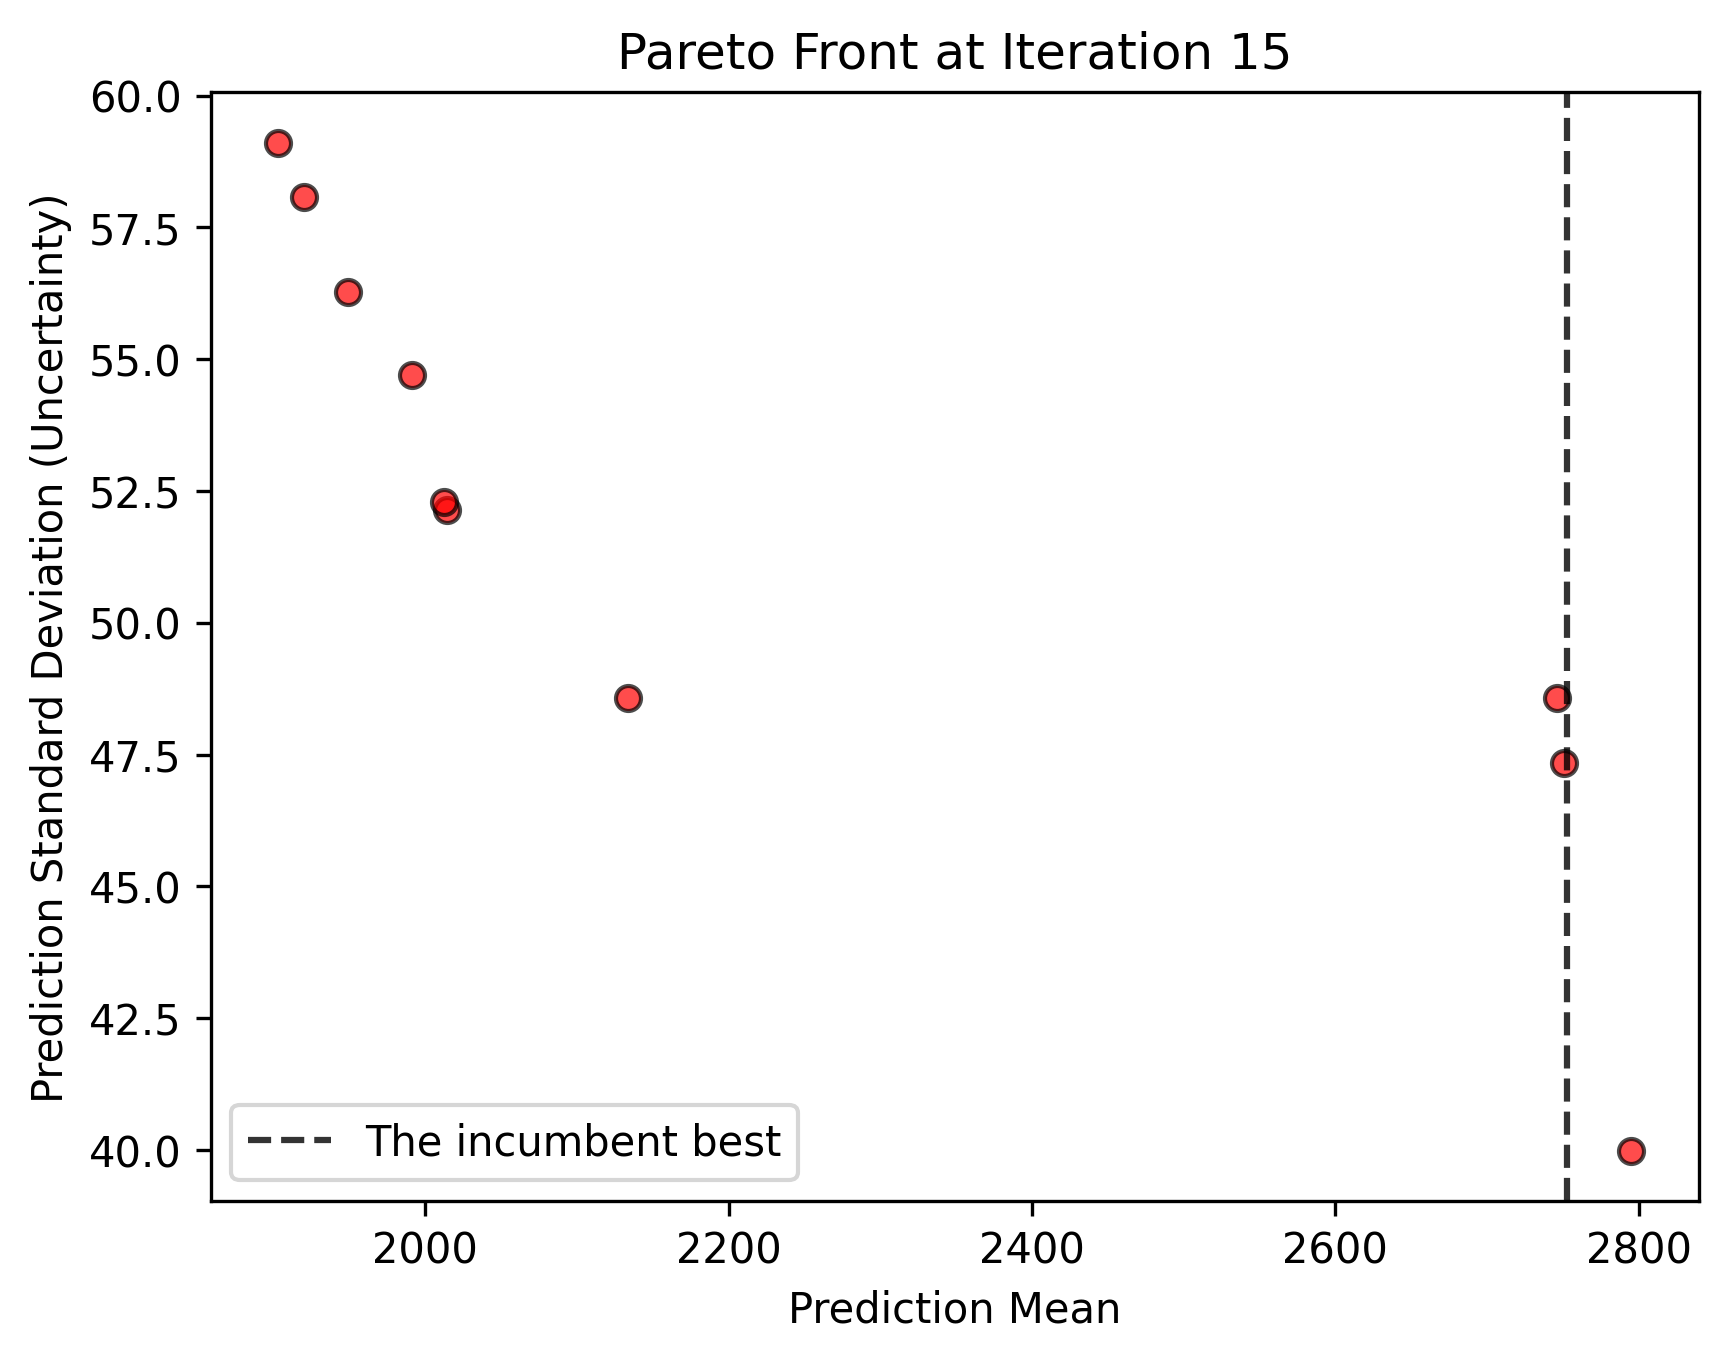 Pareto Front at Iteration 15
Prediction Standard Deviation (Uncertainty)
60.0
57.5
55.0
52.5
50.0
47.5
45.0
42.5
40.0
The incumbent best
2000 2200 2400 2600 2800
Prediction Mean